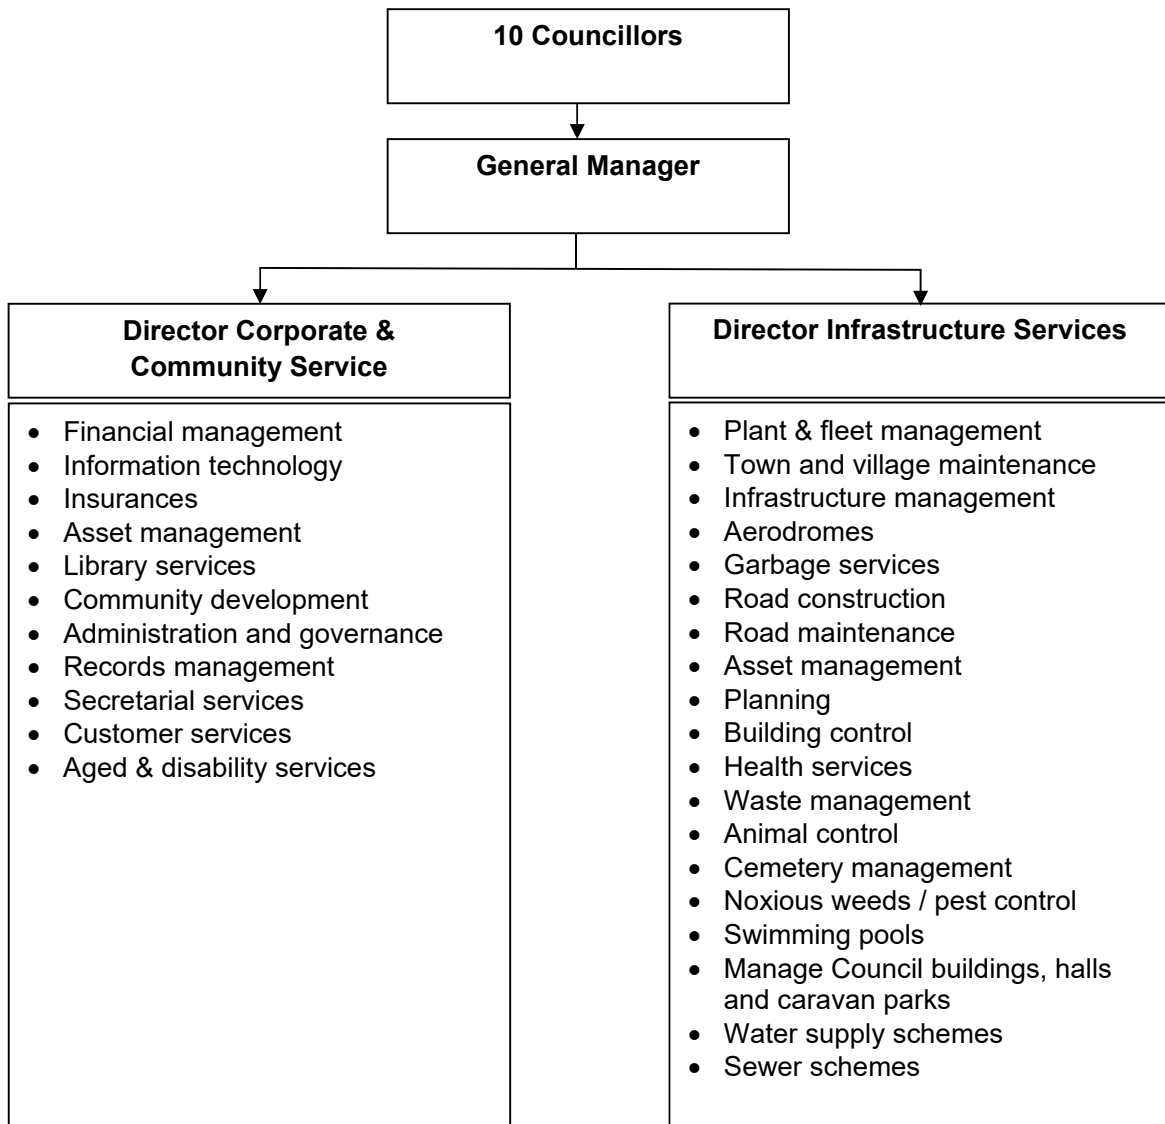 10 Councillors
General Manager
Director Corporate &
Community Service
• Financial management
• Information technology
• Insurances
• Asset management
• Library services
• Community development
• Administration and governance
• Records management
• Secretarial services
• Customer services
• Aged & disability services
Director Infrastructure Services
• Plant & fleet management
• Town and village maintenance
• Infrastructure management
• Aerodromes
• Garbage services
• Road construction
• Road maintenance
• Asset management
• Planning
• Building control
• Health services
• Waste management
• Animal control
• Cemetery management
• Noxious weeds / pest control
• Swimming pools
• Manage Council buildings, halls
and caravan parks
• Water supply schemes
• Sewer schemes